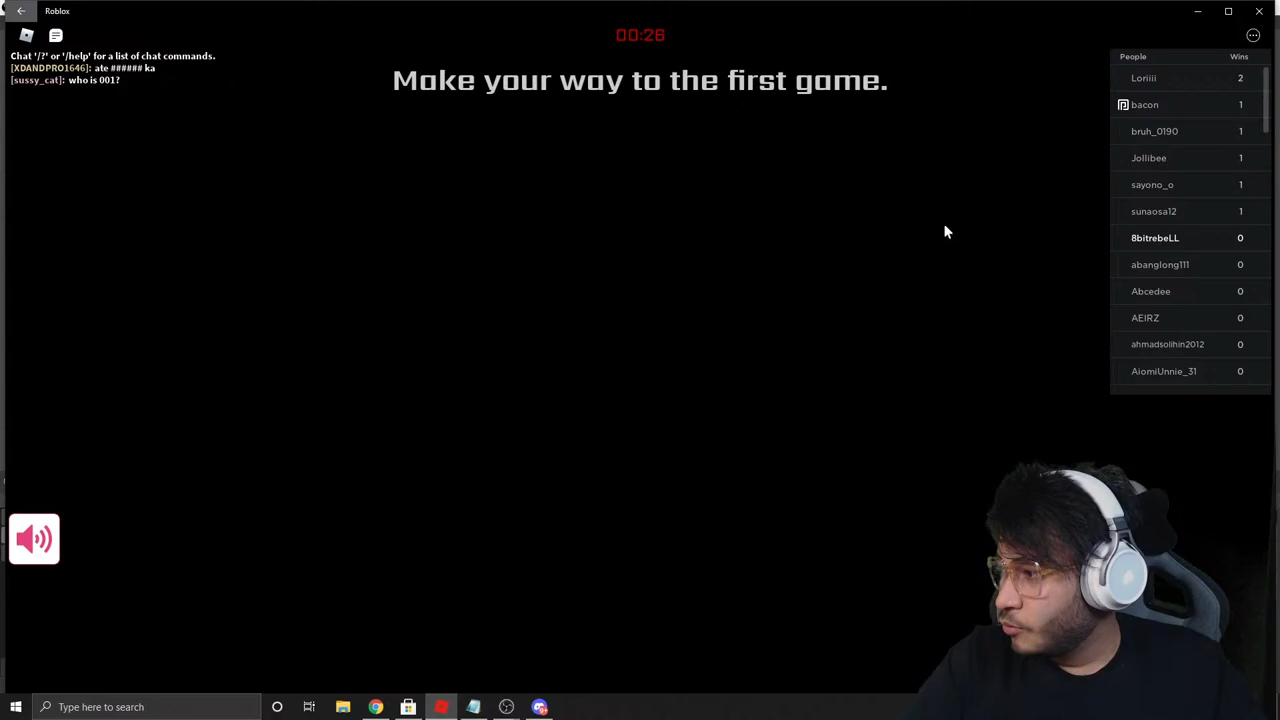 Roblox
00:26
Chat '/?' or '/help' for a list of chat commands.
[XDANDPRO1646]: ate ###### ka
[sussy_cat]: who is 001?
Make your way to the first game.
People Wins
Loriiii 2
bacon 1
bruh_0190 1
Jollibee 1
sayono_o 1
sunaosa12 1
8bitrebeLL 0
abanglong111 0
Abcedee 0
AEIRZ 0
ahmadsolihin2012 0
AiomiUnnie_31 0
Type here to search